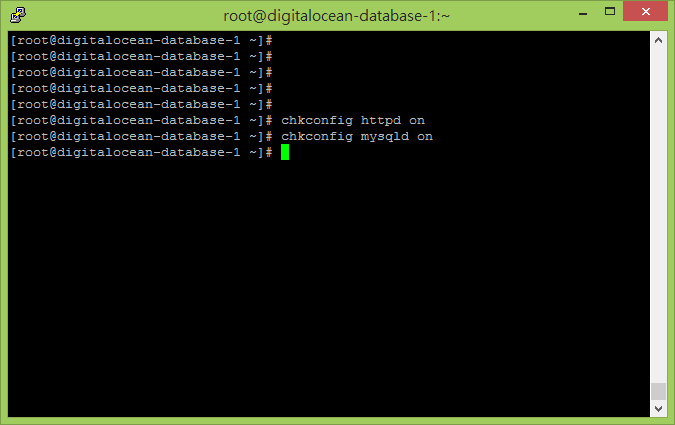 root@digitalocean-database-1:~
[root@digitalocean-database-1 ~]#
[root@digitalocean-database-1 ~]#
[root@digitalocean-database-1 ~]#
[root@digitalocean-database-1 ~]#
[root@digitalocean-database-1 ~]#
[root@digitalocean-database-1 ~]# chkconfig httpd on
[root@digitalocean-database-1 ~]# chkconfig mysqld on
[root@digitalocean-database-1 ~]#